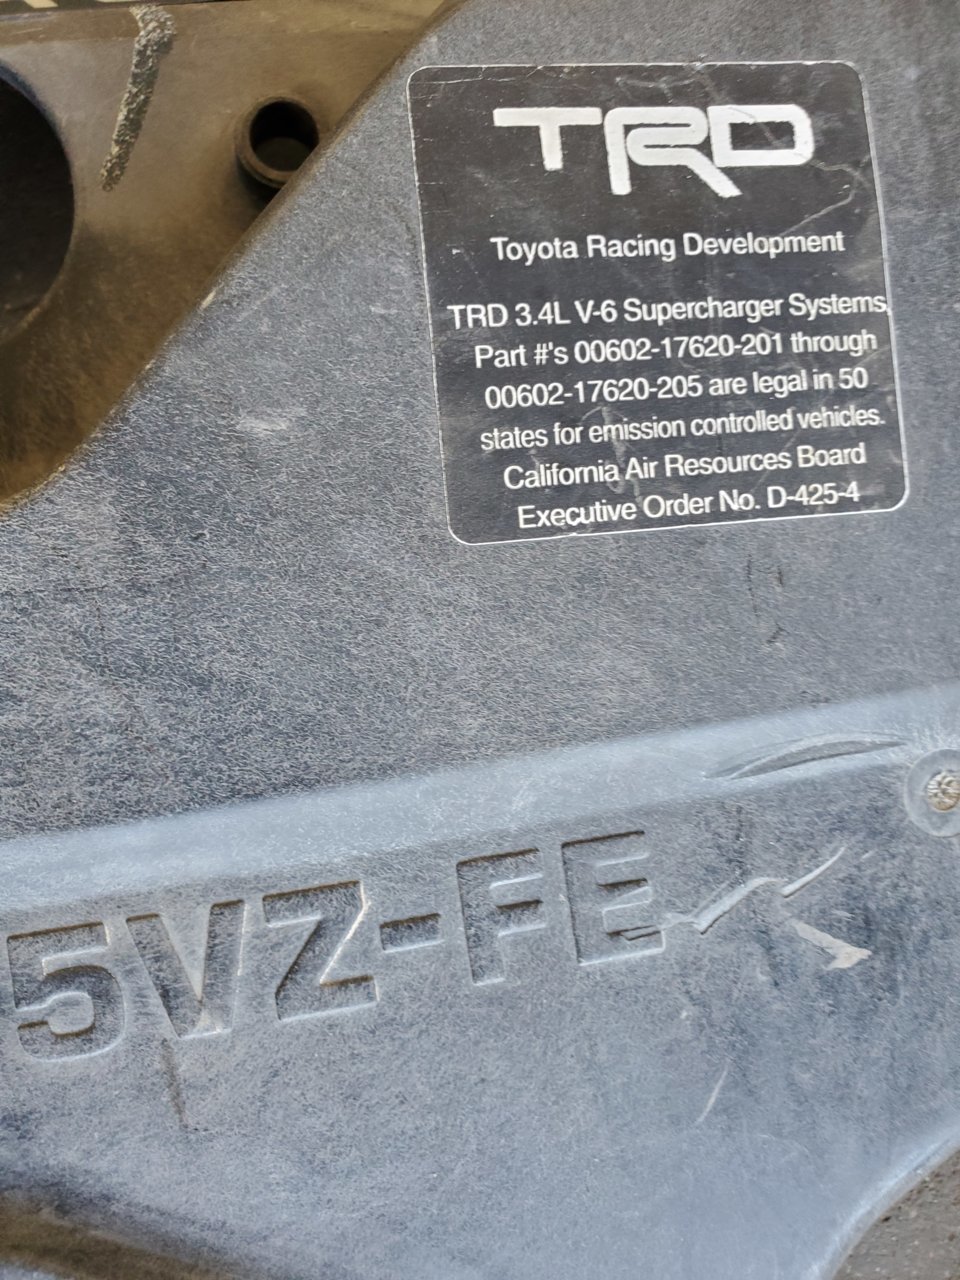 TRD
Toyota Racing Development
TRD 3.4L V-6 Supercharger Systems,
Part #'s 00602-17620-201 through
00602-17620-205 are legal in 50
states for emission controlled vehicles.
California Air Resources Board
Executive Order No. D-425-4
5VZ-FE